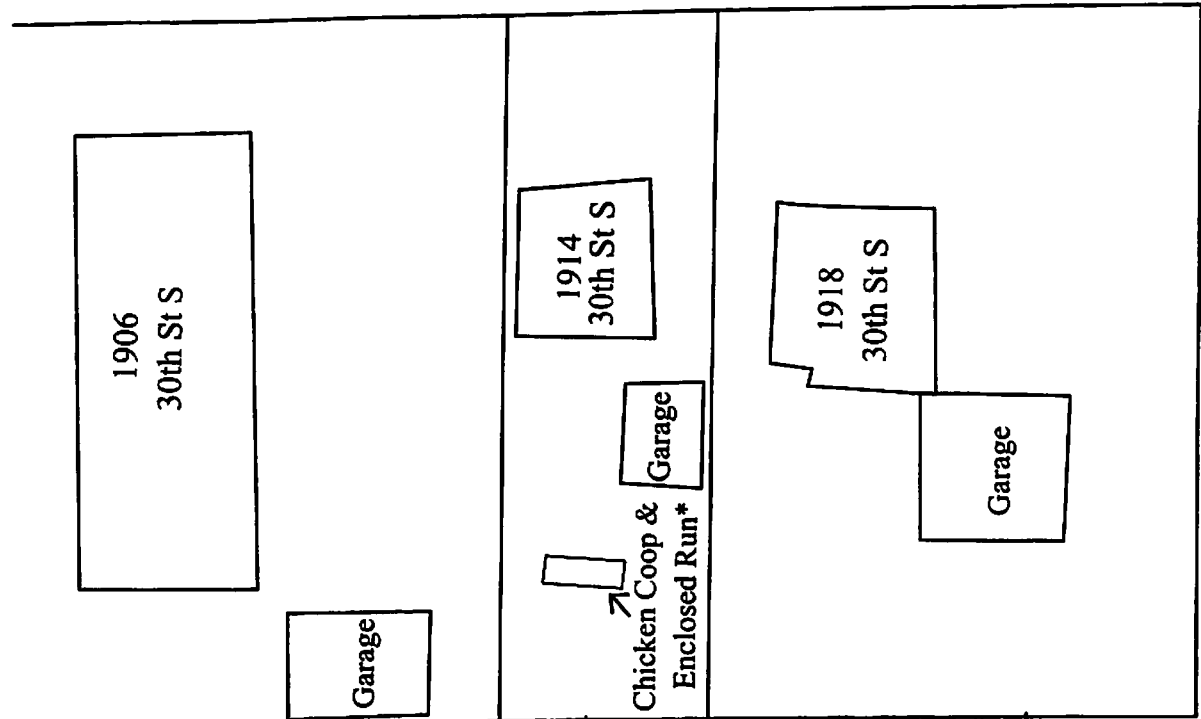 1906
30th St S
Garage
1914
30th St S
Garage
Chicken Coop &
Enclosed Run*
1918
30th St S
Garage